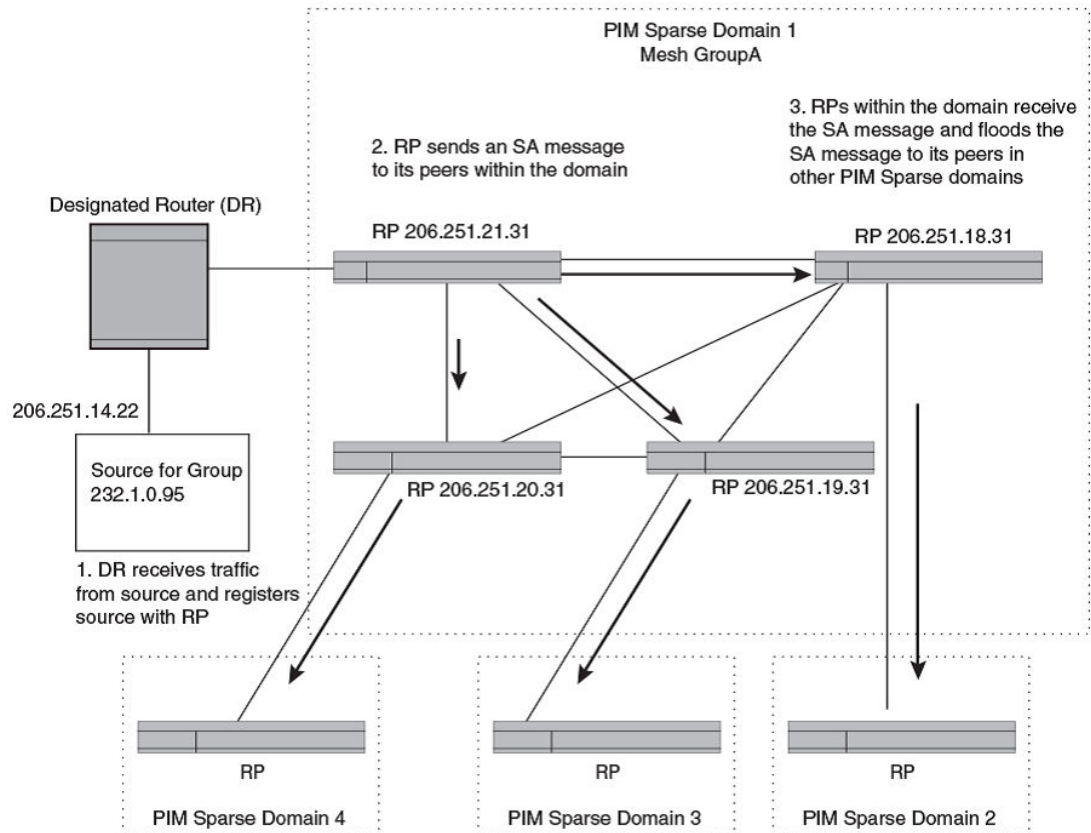 PIM Sparse Domain 1
Mesh GroupA
3. RPs within the domain receive
the SA message and floods the
SA message to its peers in
other PIM Sparse domains
2. RP sends an SA message
to its peers within the domain
Designated Router (DR)
RP 206.251.21.31
RP 206.251.18.31
206.251.14.22
Source for Group
232.1.0.95
RP 206.251.20.31
RP 206.251.19.31
1. DR receives traffic
from source and registers
source with RP
RP
RP
RP
PIM Sparse Domain 4
PIM Sparse Domain 3
PIM Sparse Domain 2